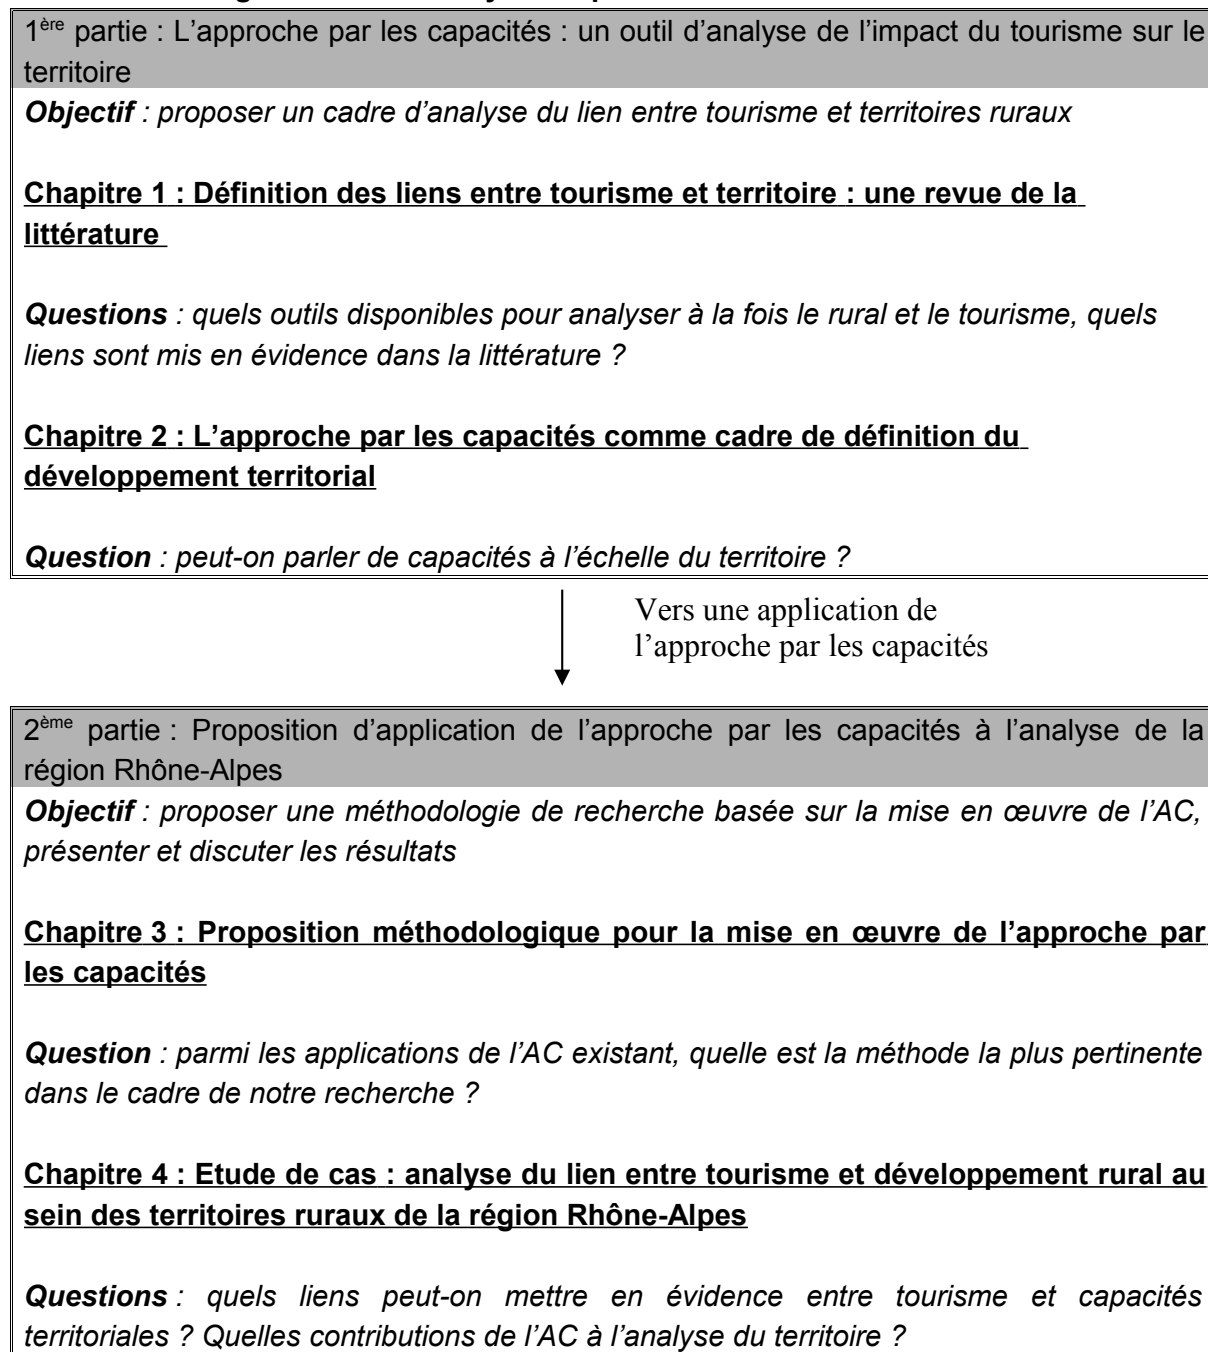 1ère partie : L’approche par les capacités : un outil d’analyse de l’impact du tourisme sur le
territoire
Objectif : proposer un cadre d’analyse du lien entre tourisme et territoires ruraux
Chapitre 1 : Définition des liens entre tourisme et territoire : une revue de la
littérature
Questions : quels outils disponibles pour analyser à la fois le rural et le tourisme, quels
liens sont mis en évidence dans la littérature ?
Chapitre 2 : L’approche par les capacités comme cadre de définition du
développement territorial
Question : peut-on parler de capacités à l’échelle du territoire ?
Vers une application de
l’approche par les capacités
2ème partie : Proposition d’application de l’approche par les capacités à l’analyse de la
région Rhône-Alpes
Objectif : proposer une méthodologie de recherche basée sur la mise en œuvre de l’AC,
présenter et discuter les résultats
Chapitre 3 : Proposition méthodologique pour la mise en œuvre de l’approche par
les capacités
Question : parmi les applications de l’AC existant, quelle est la méthode la plus pertinente
dans le cadre de notre recherche ?
Chapitre 4 : Etude de cas : analyse du lien entre tourisme et développement rural au
sein des territoires ruraux de la région Rhône-Alpes
Questions : quels liens peut-on mettre en évidence entre tourisme et capacités
territoriales ? Quelles contributions de l’AC à l’analyse du territoire ?